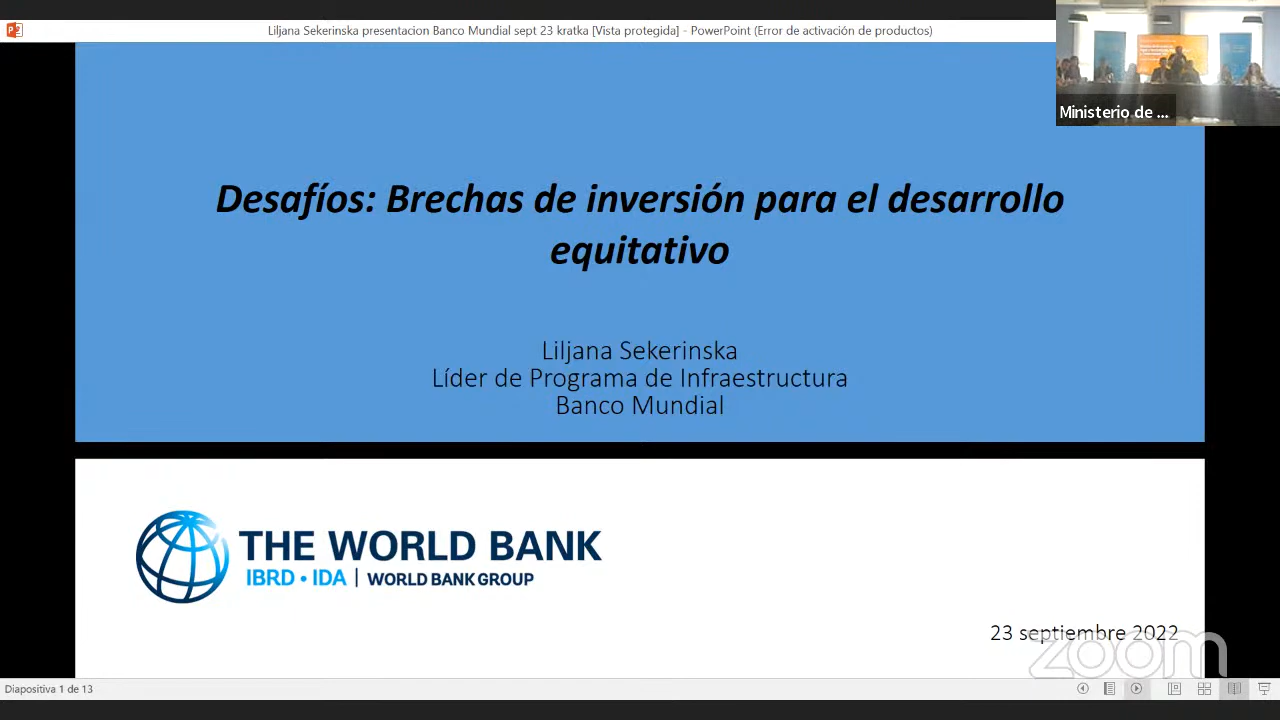 Liljana Sekerinska presentacion Banco Mundial sept 23 kratka [Vista protegida] - PowerPoint (Error de activación de productos)
Ministerio de ...
Desafíos: Brechas de inversión para el desarrollo
equitativo
Liljana Sekerinska
Líder de Programa de Infraestructura
Banco Mundial
THE WORLD BANK
IBRD • IDA | WORLD BANK GROUP
23 septiembre 2022
zoom
Diapositiva 1 de 13